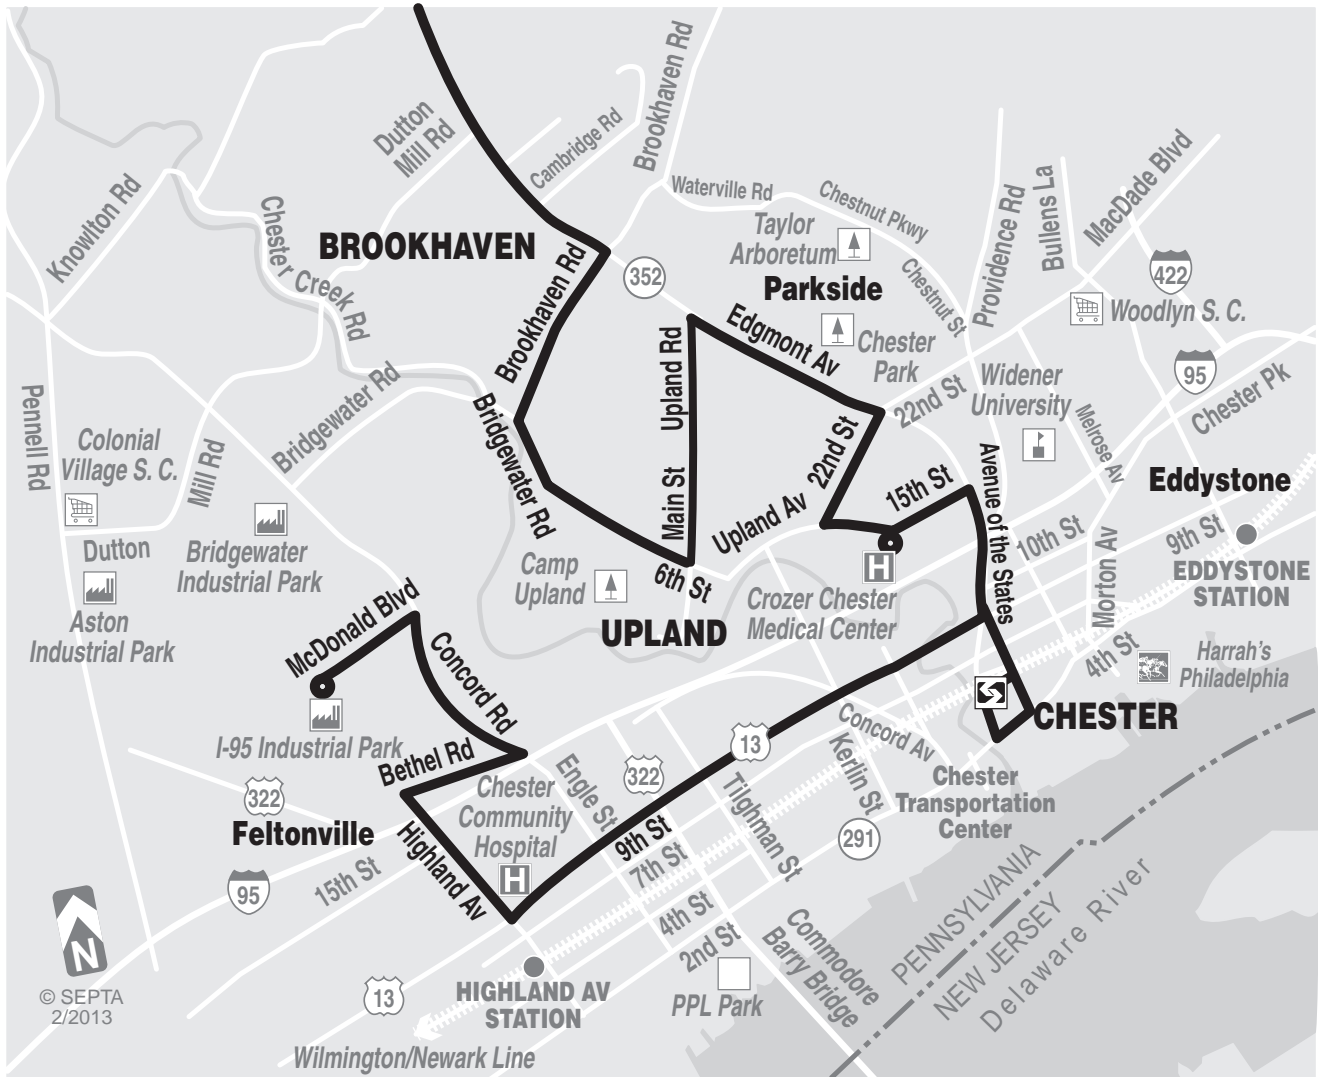 Brookhaven Rd
Dutton
Mill Rd
Cambridge Rd
Knowlton Rd
Waterville Rd
Chestnut Pkwy
Taylor
Arboretum
Providence Rd
Bullens La
MacDade Blvd
Chester
Creek Rd
BROOKHAVEN
Brookhaven Rd
352
Parkside
Chestnut St
422
Woodlyn S. C.
Edgmont Av
Chester
Park
Upland Rd
95
Chester Pk
Pennell Rd
Colonial
Village S. C.
Mill Rd
Bridgewater Rd
Bridgewater Rd
22nd St
22nd St
Widener
University
Melrose Av
Avenue of the States
Eddystone
Dutton
Bridgewater
Industrial Park
Main St
Upland Av
15th St
10th St
Morton Av
9th St
EDDYSTONE
STATION
Aston
Industrial Park
Camp
Upland
6th St
UPLAND
H
Crozer Chester
Medical Center
4th St
Harrah's
Philadelphia
McDonald Blvd
Concord Rd
I-95 Industrial Park
CHESTER
Bethel Rd
322
Feltonville
Chester
Community
Hospital
H
Engle St
322
13
Concord Av
Kerlin St
Tilghman St
Chester
Transportation
Center
291
95
15th St
Highland Av
9th St
7th St
4th St
2nd St
PENNSYLVANIA
NEW JERSEY
Delaware River
Commodore
Barry Bridge
N
© SEPTA
2/2013
13
HIGHLAND AV
STATION
PPL Park
Wilmington/Newark Line